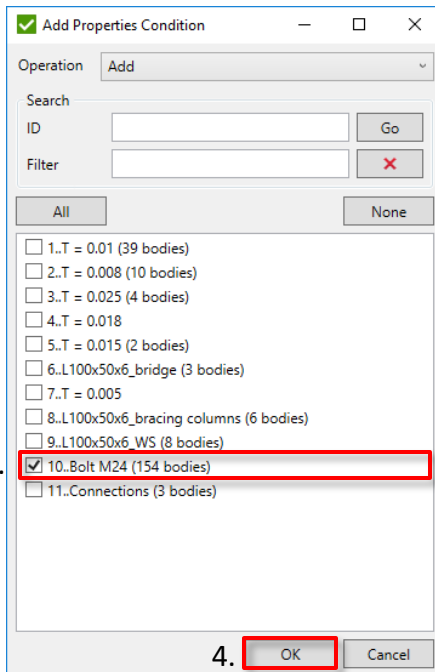 Add Properties Condition
Operation Add
Search
ID Go
Filter
All None
1..T = 0.01 (39 bodies)
2..T = 0.008 (10 bodies)
3..T = 0.025 (4 bodies)
4..T = 0.018
5..T = 0.015 (2 bodies)
6..L100x50x6_bridge (3 bodies)
7..T = 0.005
8..L100x50x6_bracing columns (6 bodies)
9..L100x50x6_WS (8 bodies)
10..Bolt M24 (154 bodies)
11..Connections (3 bodies)
4. OK Cancel